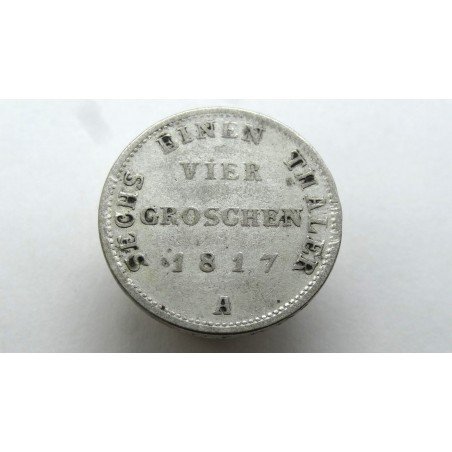 SECHS EINEN THALER
VIER
GROSCHEN
1817
A